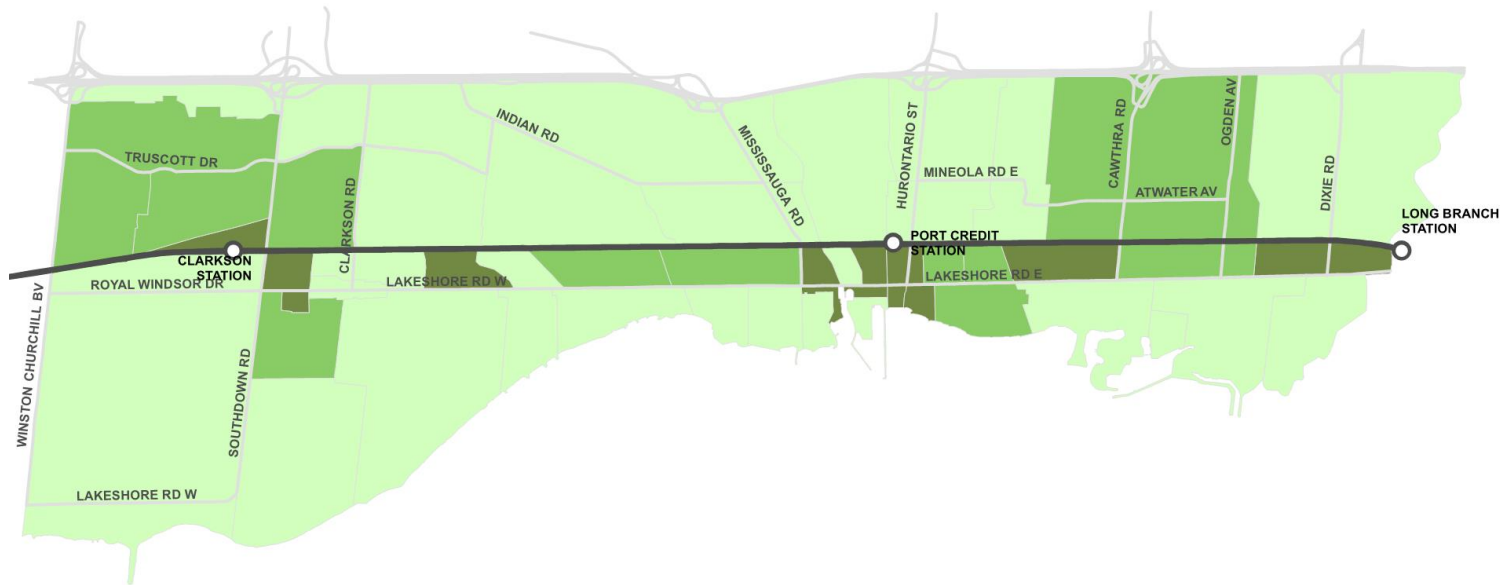 INDIAN RD
TRUSCOTT DR
MISSISSAUGA RD
HURONTARIO ST
CAWTHRA RD
OGDEN AV
MINEOLA RD E
ATWATER AV
DIXIE RD
CLARKSON RD
LONG BRANCH
STATION
PORT CREDIT
STATION
CLARKSON
STATION
ROYAL WINDSOR DR
LAKESHORE RD W
LAKESHORE RD E
WINSTON CHURCHILL BV
SOUTHDOWN RD
LAKESHORE RD W